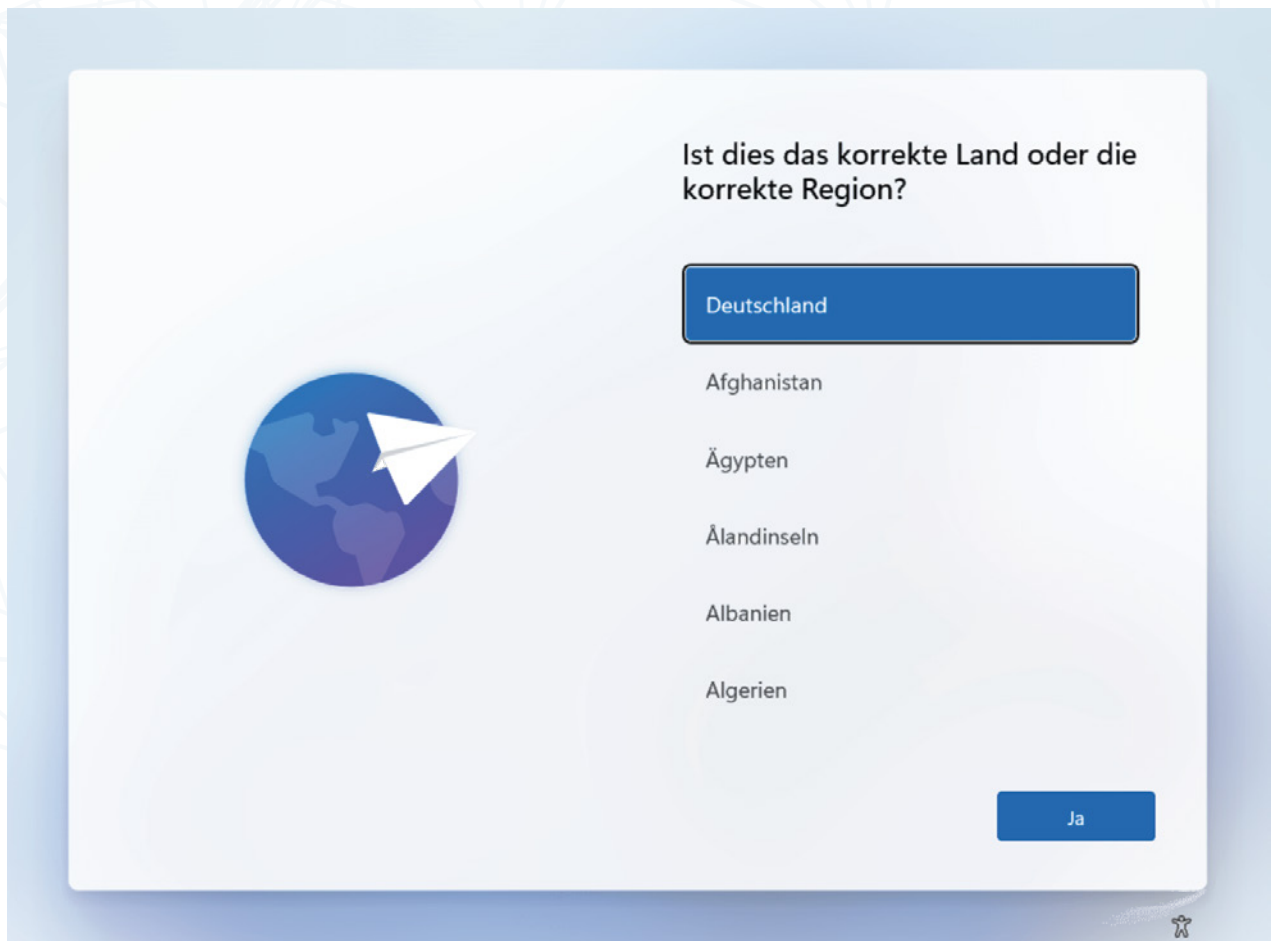 Ist dies das korrekte Land oder die
korrekte Region?
Deutschland
Afghanistan
Ägypten
Ålandinseln
Albanien
Algerien
Ja